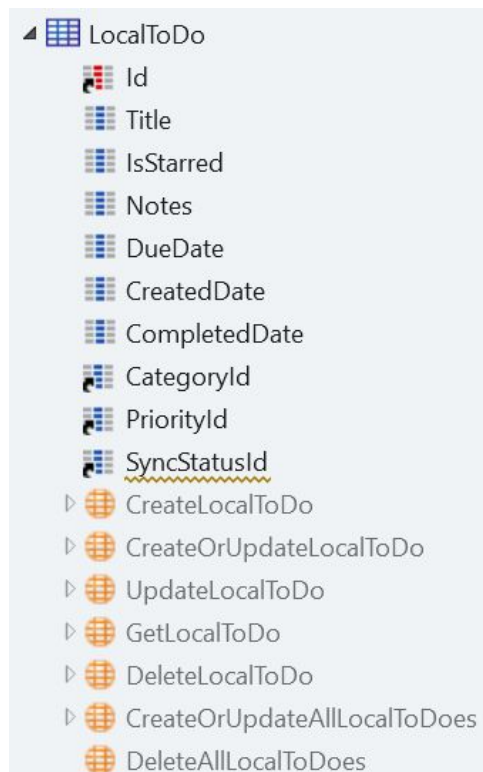 LocalToDo
Id
Title
IsStarred
Notes
DueDate
CreatedDate
CompletedDate
CategoryId
PriorityId
SyncStatusId
CreateLocalToDo
CreateOrUpdateLocalToDo
UpdateLocalToDo
GetLocalToDo
DeleteLocalToDo
CreateOrUpdateAllLocalToDoes
DeleteAllLocalToDoes